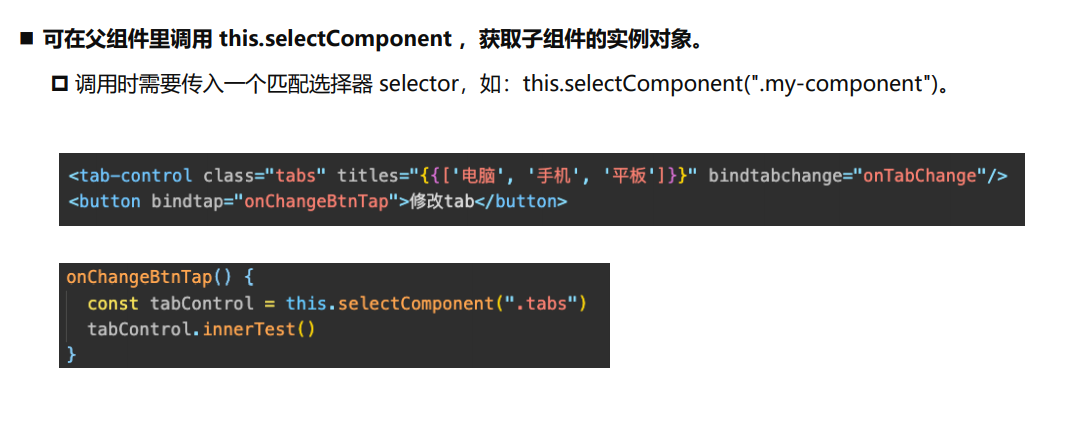 ■ 可在父组件里调用 this.selectComponent ，获取子组件的实例对象。
调用时需要传入一个匹配选择器 selector，如：this.selectComponent(".my-component")。
<tab-control class="tabs" titles="{{['电脑', '手机', '平板']}}" bindtabchange="onTabChange"/>
<button bindtap="onChangeBtnTap">修改tab</button>
onChangeBtnTap() {
  const tabControl = this.selectComponent(".tabs")
  tabControl.innerTest()
}